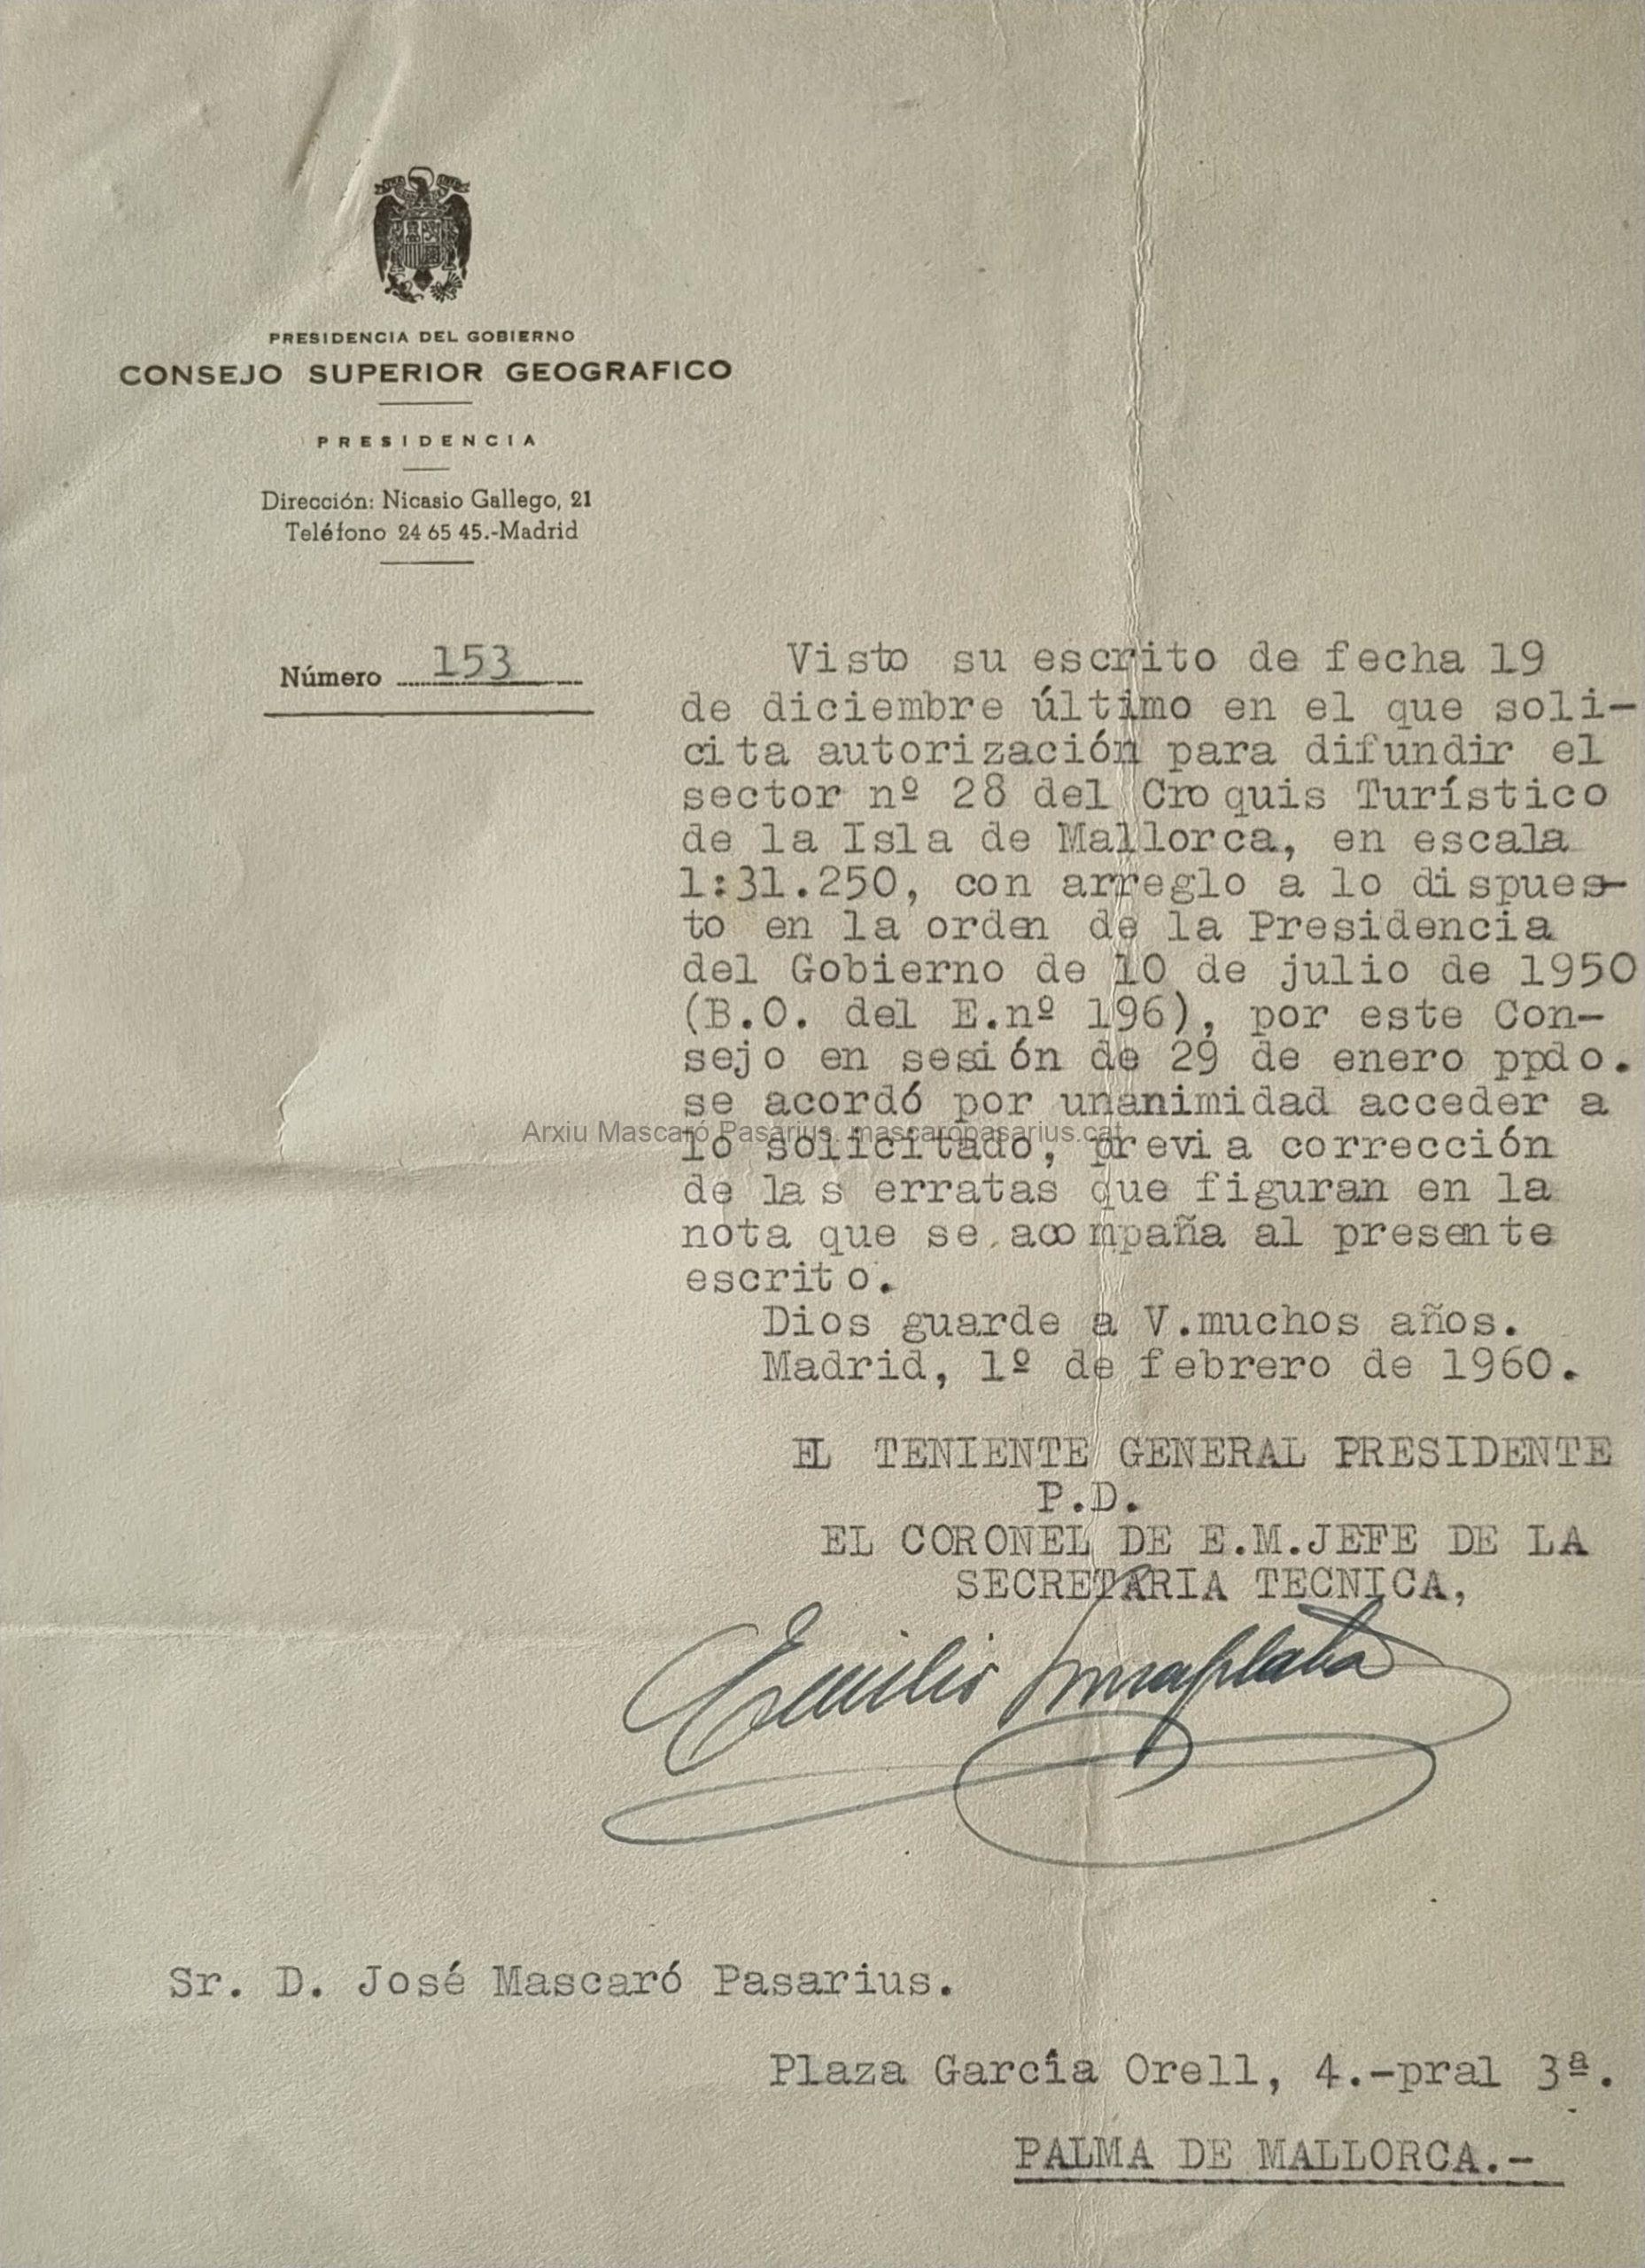 PRESIDENCIA DEL GOBIERNO
CONSEJO SUPERIOR GEOGRAFICO
PRESIDENCIA
Dirección: Nicasio Gallego, 21
Teléfono 24 65 45.-Madrid
Número 153
Visto su escrito de fecha 19
de diciembre último en el que soli-
cita autorización para difundir el
sector nº 28 del Croquis Turístico
de la Isla de Mallorca, en escala
1:31.250, con arreglo a lo dispues-
to en la orden de la Presidencia
del Gobierno de 10 de julio de 1950
(B.O. del E.nº 196), por este Con-
sejo en sesión de 29 de enero ppdo.
se acordó por unanimidad acceder a
Arxiu Mascaró Pasarius. mascaropasarius.cat
lo solicitado, previa corrección
de las erratas que figuran en la
nota que se acompaña al presente
escrito.
Dios guarde a V.muchos años.
Madrid, 1º de febrero de 1960.
EL TENIENTE GENERAL PRESIDENTE
P.D.
EL CORONEL DE E.M.JEFE DE LA
SECRETARIA TECNICA,
Emilio
Sr. D. José Mascaró Pasarius.
Plaza García Orell, 4.-pral 3ª.
PALMA DE MALLORCA.-